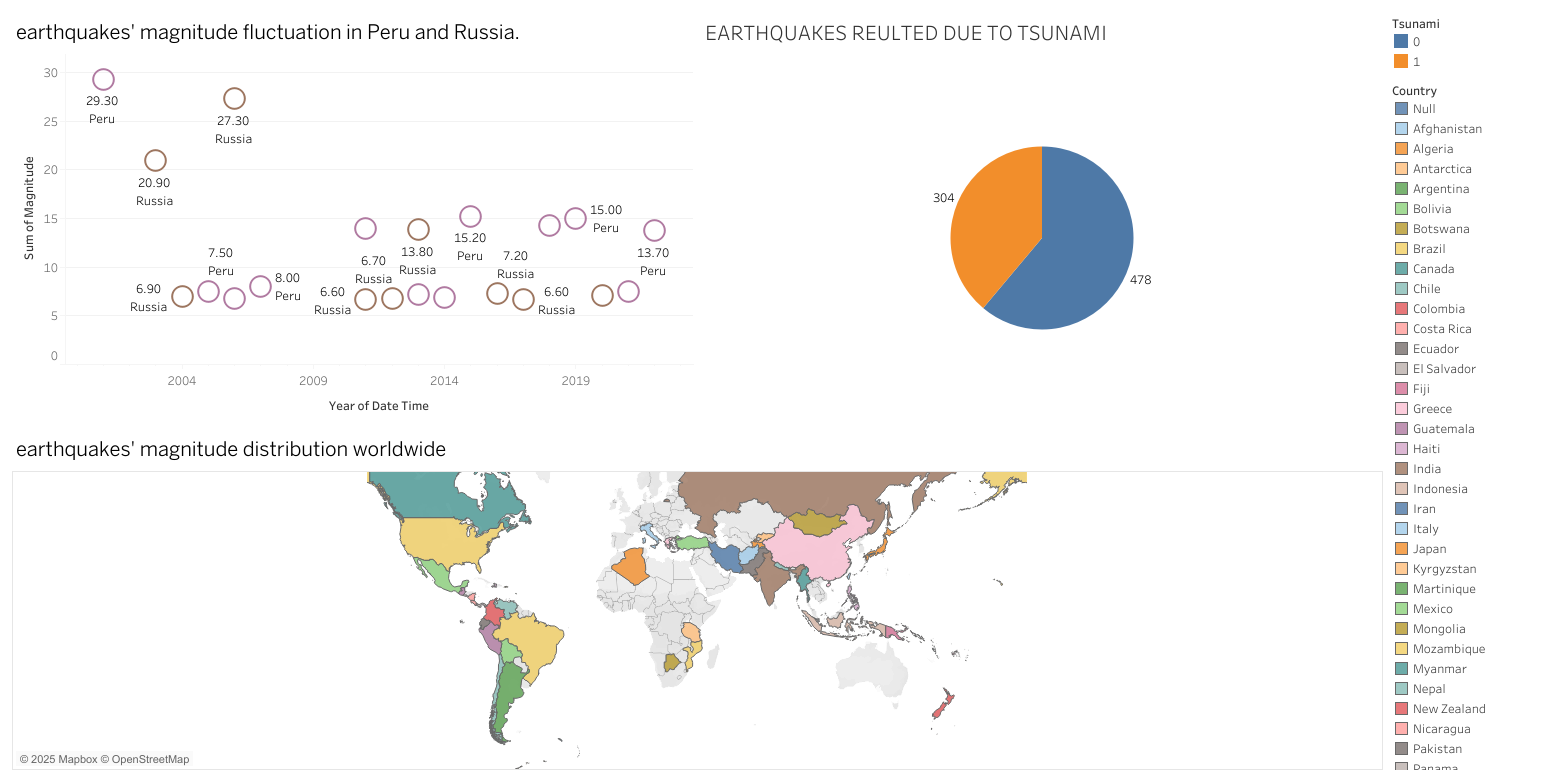 earthquakes' magnitude fluctuation in Peru and Russia.
30
25
20
15
10
5
0
Sum of Magnitude
29.30
Peru
27.30
Russia
20.90
Russia
7.50
Peru
6.90
Russia
8.00
Peru
6.60
Russia
6.70
Russia
13.80
Russia
15.20
Peru
7.20
Russia
6.60
Russia
15.00
Peru
13.70
Peru
2004
2009
2014
2019
Year of Date Time
EARTHQUAKES REULTED DUE TO TSUNAMI
304
478
earthquakes' magnitude distribution worldwide
© 2025 Mapbox © OpenStreetMap
Tsunami
0
1
Country
Null
Afghanistan
Algeria
Antarctica
Argentina
Bolivia
Botswana
Brazil
Canada
Chile
Colombia
Costa Rica
Ecuador
El Salvador
Fiji
Greece
Guatemala
Haiti
India
Indonesia
Iran
Italy
Japan
Kyrgyzstan
Martinique
Mexico
Mongolia
Mozambique
Myanmar
Nepal
New Zealand
Nicaragua
Pakistan
Panama